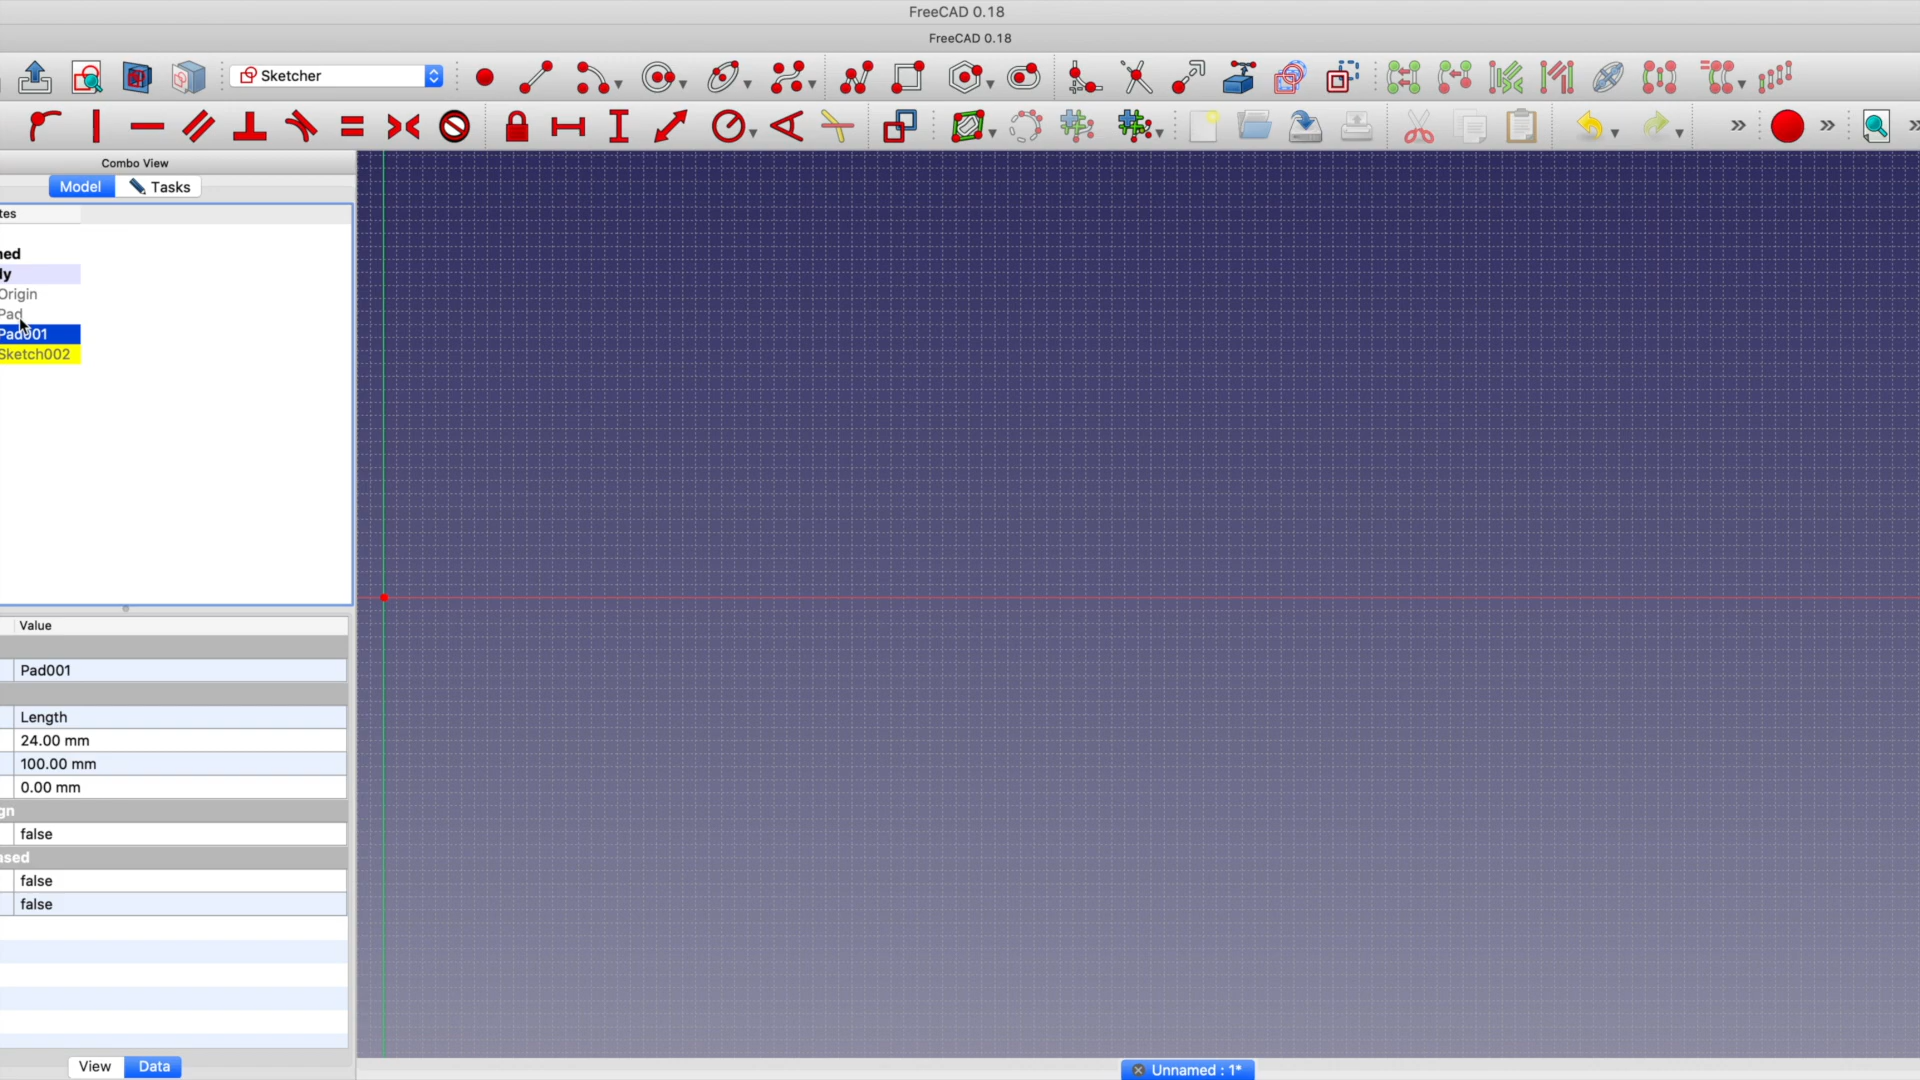 FreeCAD 0.18
FreeCAD 0.18
Sketcher
Combo View
Model
Tasks
tes
ned
ly
Origin
Pad
Pad001
Sketch002
Value
Pad001
Length
24.00 mm
100.00 mm
0.00 mm
gn
false
ased
false
false
View
Data
Unnamed : 1*